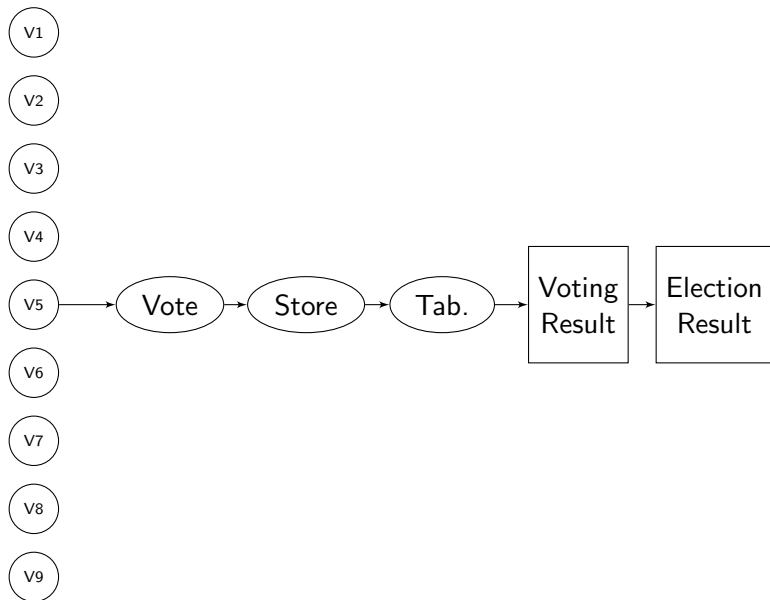 V1
V2
V3
V4
V5
Vote
Store
Tab.
Voting
Result
Election
Result
V6
V7
V8
V9